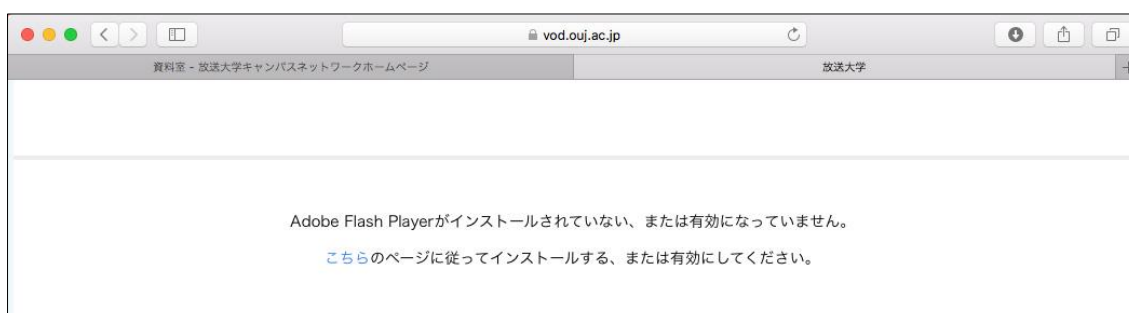 vod.ouj.ac.jp
資料室 - 放送大学キャンパスネットワークホームページ
放送大学
Adobe Flash Playerがインストールされていない、または有効になっていません。
こちらのページに従ってインストールする、または有効にしてください。